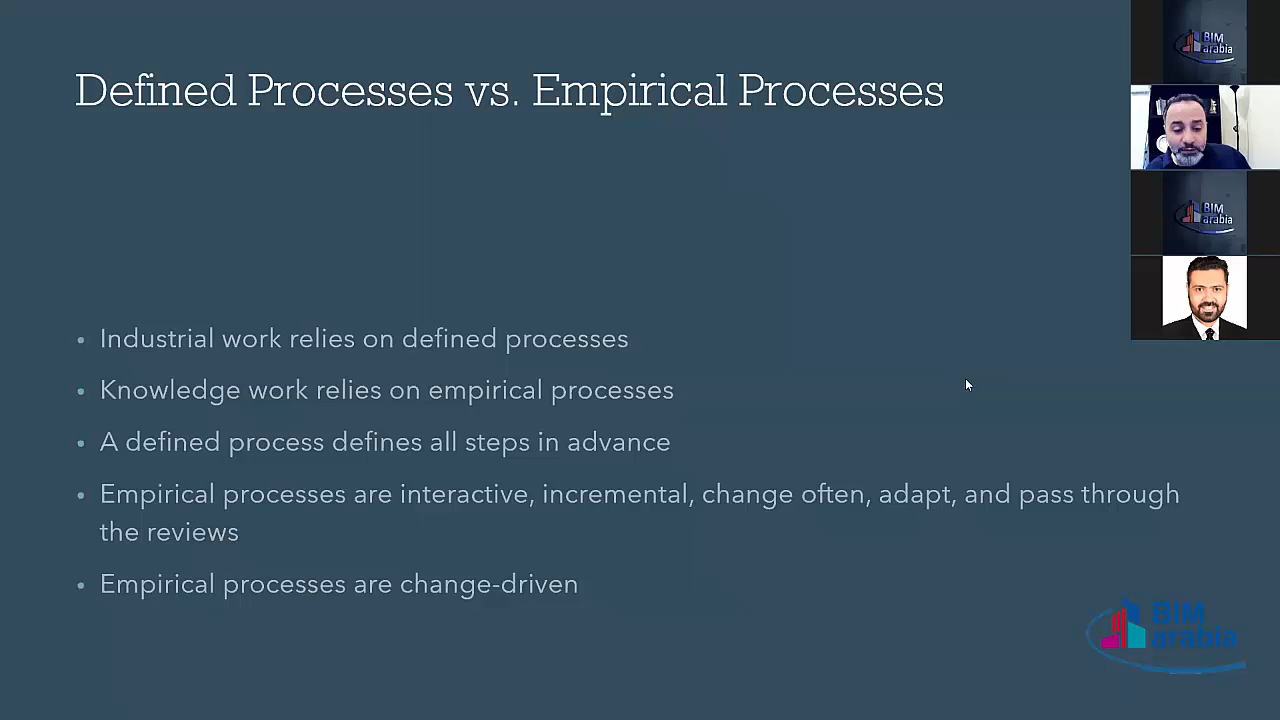 Defined Processes vs. Empirical Processes
BIM
arabia
BIM
arabia
• Industrial work relies on defined processes
• Knowledge work relies on empirical processes
• A defined process defines all steps in advance
• Empirical processes are interactive, incremental, change often, adapt, and pass through
the reviews
• Empirical processes are change-driven
BIM
arabia